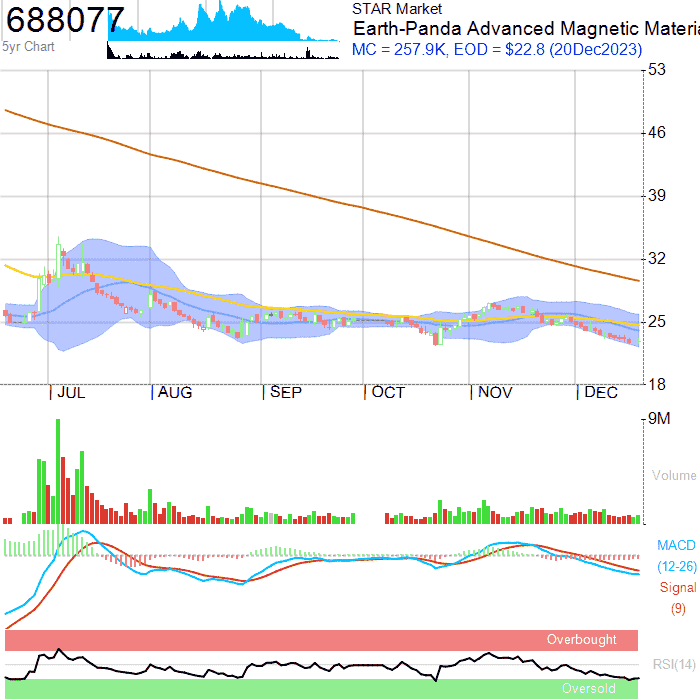 688077
5yr Chart
STAR Market
Earth-Panda Advanced Magnetic Materia
MC = 257.9K, EOD = $22.8 (20Dec2023)
53
46
39
32
25
18
JUL AUG SEP OCT NOV DEC
9M
Volume
MACD
(12-26)
Signal
(9)
Overbought
RSI(14)
Oversold